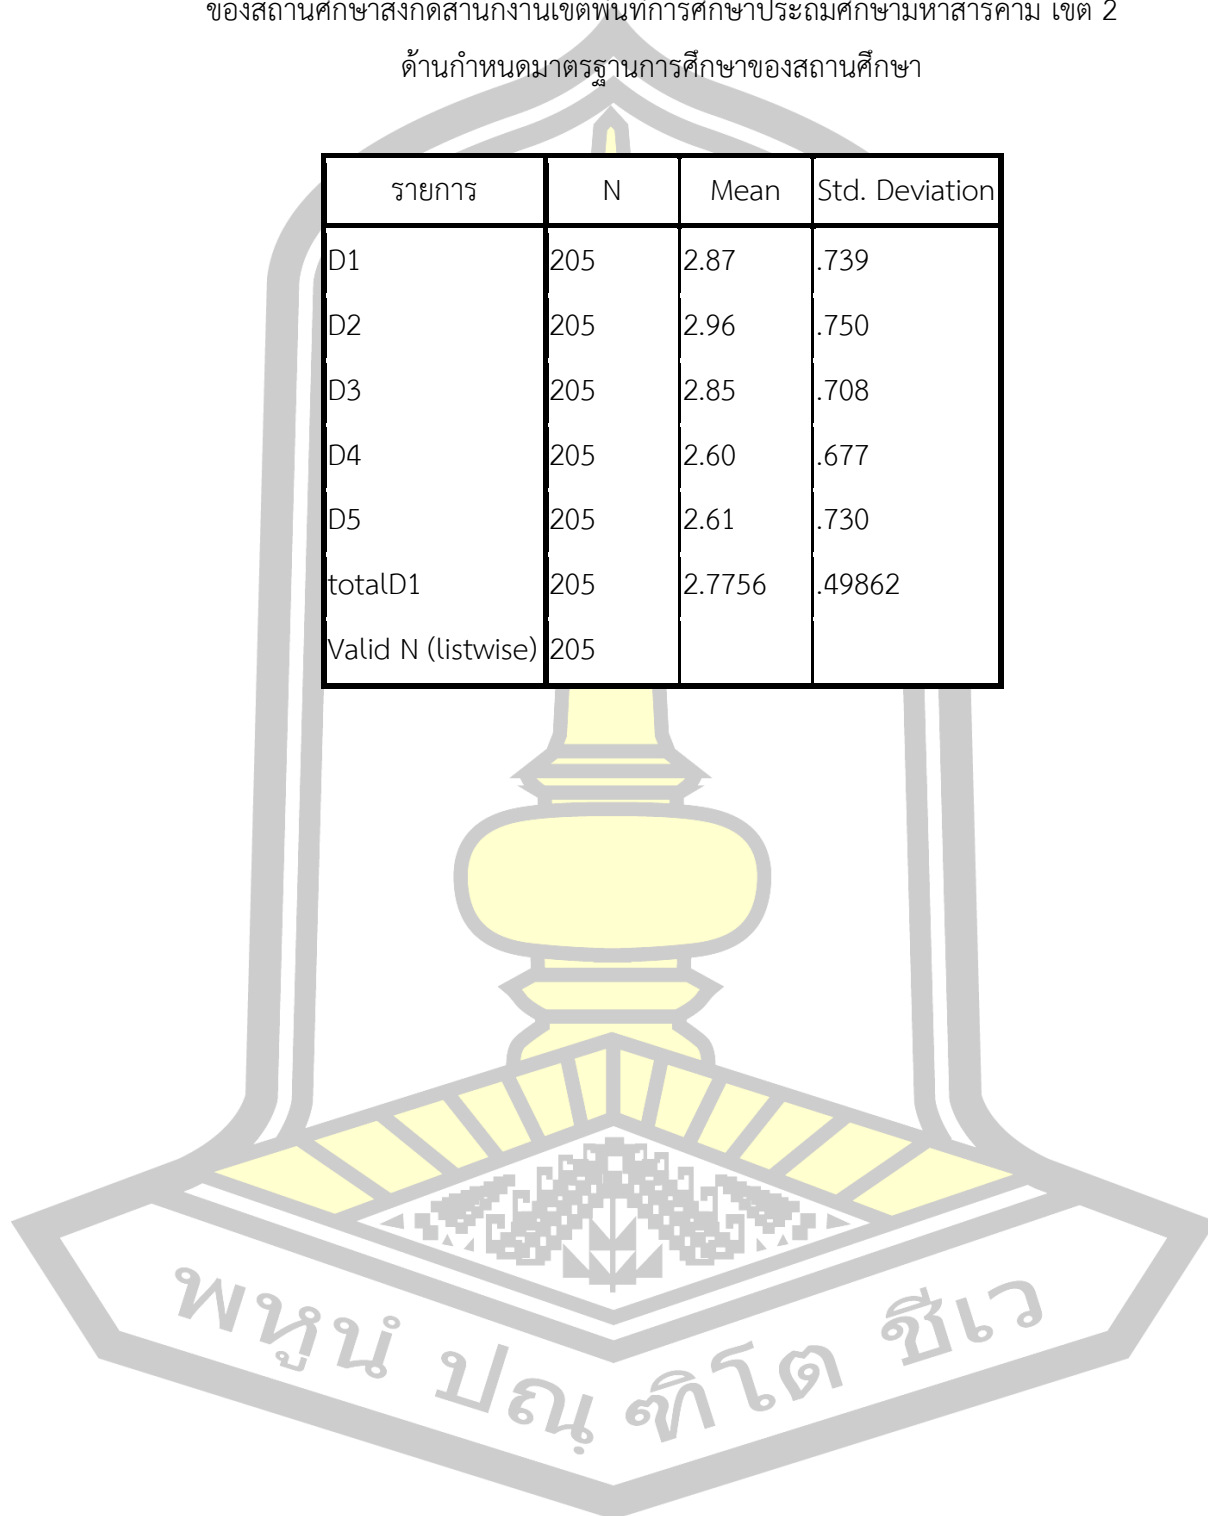 ของสถานศึกษาสังกัดสำนักงานเขตพื้นที่การศึกษาประถมศึกษามหาสารคาม เขต 2
ด้านกำหนดมาตรฐานการศึกษาของสถานศึกษา
รายการ N Mean Std. Deviation
D1 205 2.87 .739
D2 205 2.96 .750
D3 205 2.85 .708
D4 205 2.60 .677
D5 205 2.61 .730
totalD1 205 2.7756 .49862
Valid N (listwise) 205
พหูนํ ปณฺฑิโต ชีเว